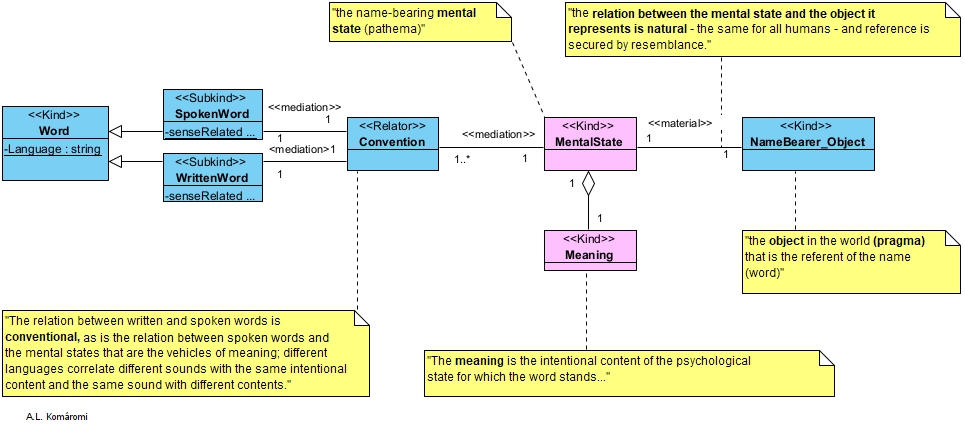 "the name-bearing mental
state (pathema)"
"the relation between the mental state and the object it
represents is natural - the same for all humans - and reference is
secured by resemblance."
<<Kind>>
Word
-Language : string
<<Subkind>>
SpokenWord
-senseRelated ...
<<mediation>>
1
1
<<Subkind>>
WrittenWord
-senseRelated ...
<<mediation>1
1
<<Relator>>
Convention
<<mediation>>
1..*
1
<<Kind>>
MentalState
<<material>>
1
1
<<Kind>>
NameBearer_Object
1
1
<<Kind>>
Meaning
"the object in the world (pragma)
that is the referent of the name
(word)"
"The relation between written and spoken words is
conventional, as is the relation between spoken words and
the mental states that are the vehicles of meaning; different
languages correlate different sounds with the same intentional
content and the same sound with different contents."
"The meaning is the intentional content of the psychological
state for which the word stands..."
A.L. Komáromi